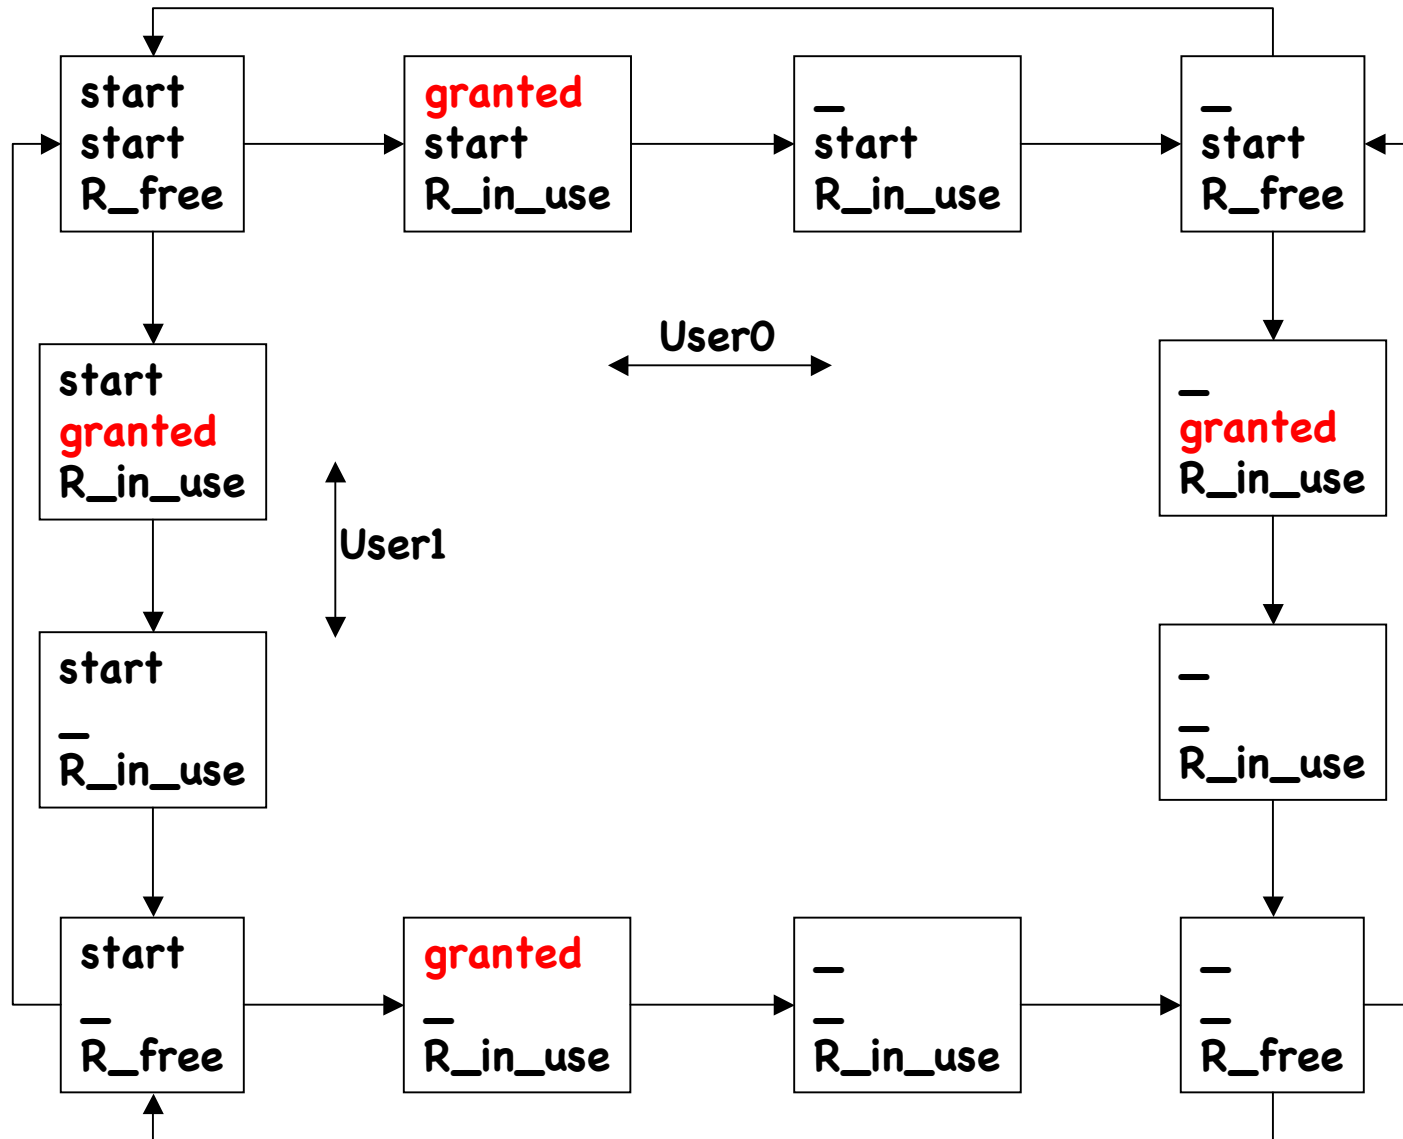 start
start
R_free
granted
start
R_in_use
_
start
R_in_use
_
start
R_free
User0
start
granted
R_in_use
_
granted
R_in_use
User1
start
_
R_in_use
_
_
R_in_use
start
_
R_free
granted
_
R_in_use
_
_
R_in_use
_
_
R_free